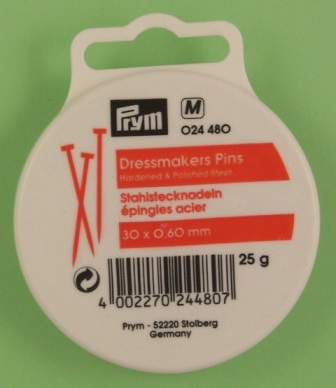 Prym
M
024 480
Dressmakers Pins
Hardened & Polished Steel
Stahlstecknadeln
épingles acier
30 x 0,60 mm
25 g
4 002270 244807
Prym - 52220 Stolberg
Germany